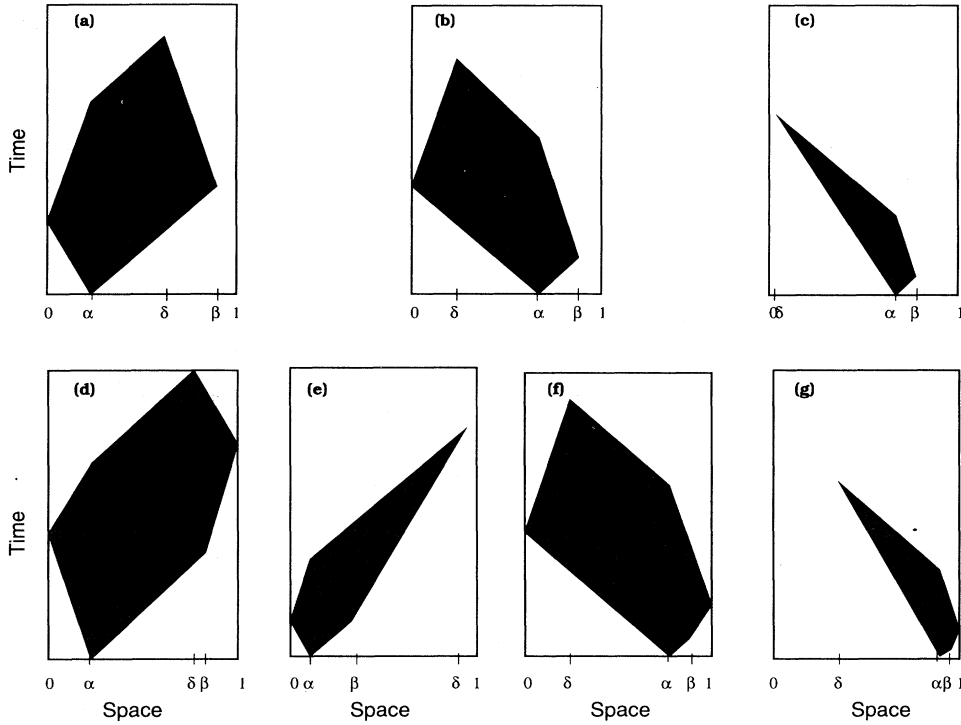 (a) (b) (c)
Time
0 α δ β 1
0 δ α β 1
0δ α β 1
(d) (e) (f) (g)
Time
0 α δ β 1
0 α β δ 1
0 δ α β 1
0 δ αβ 1
Space Space Space Space